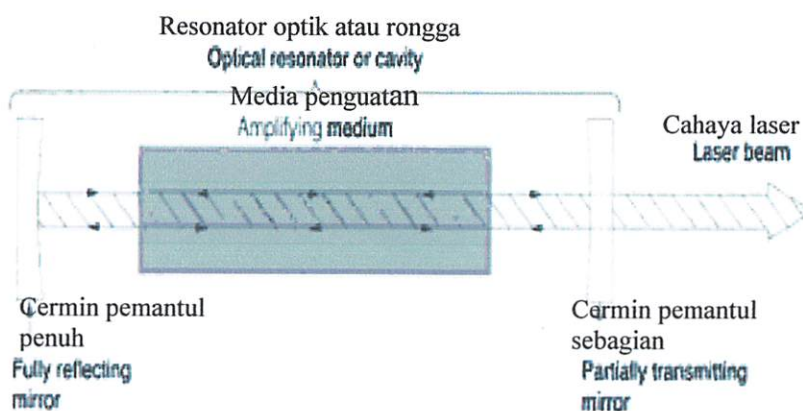 Resonator optik atau rongga
Optical resonator or cavity
Media penguatan
Amplifying medium
Cahaya laser
Laser beam
Cermin pemantul
penuh
Fully reflecting
mirror
Cermin pemantul
sebagian
Partially transmitting
mirror